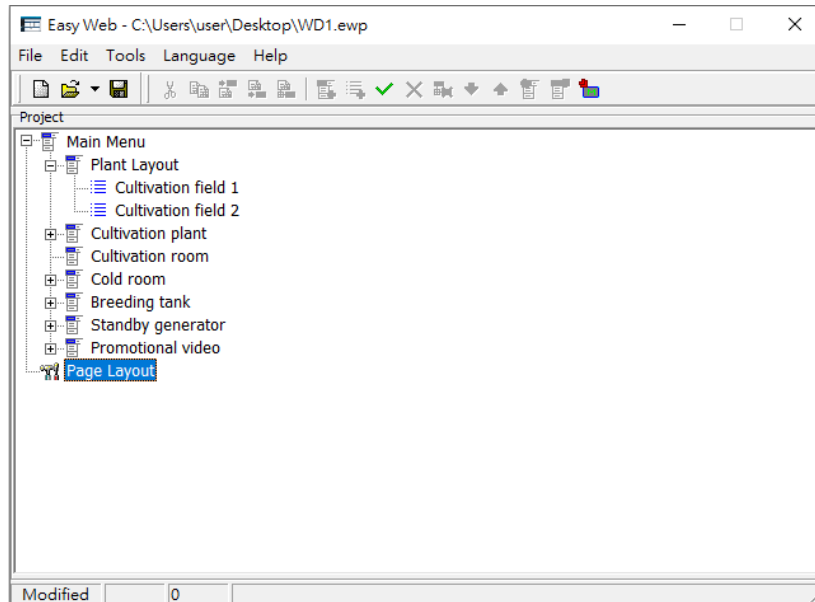 Easy Web - C:\Users\user\Desktop\WD1.ewp
File Edit Tools Language Help
Project
Main Menu
Plant Layout
Cultivation field 1
Cultivation field 2
Cultivation plant
Cultivation room
Cold room
Breeding tank
Standby generator
Promotional video
Page Layout
Modified 0